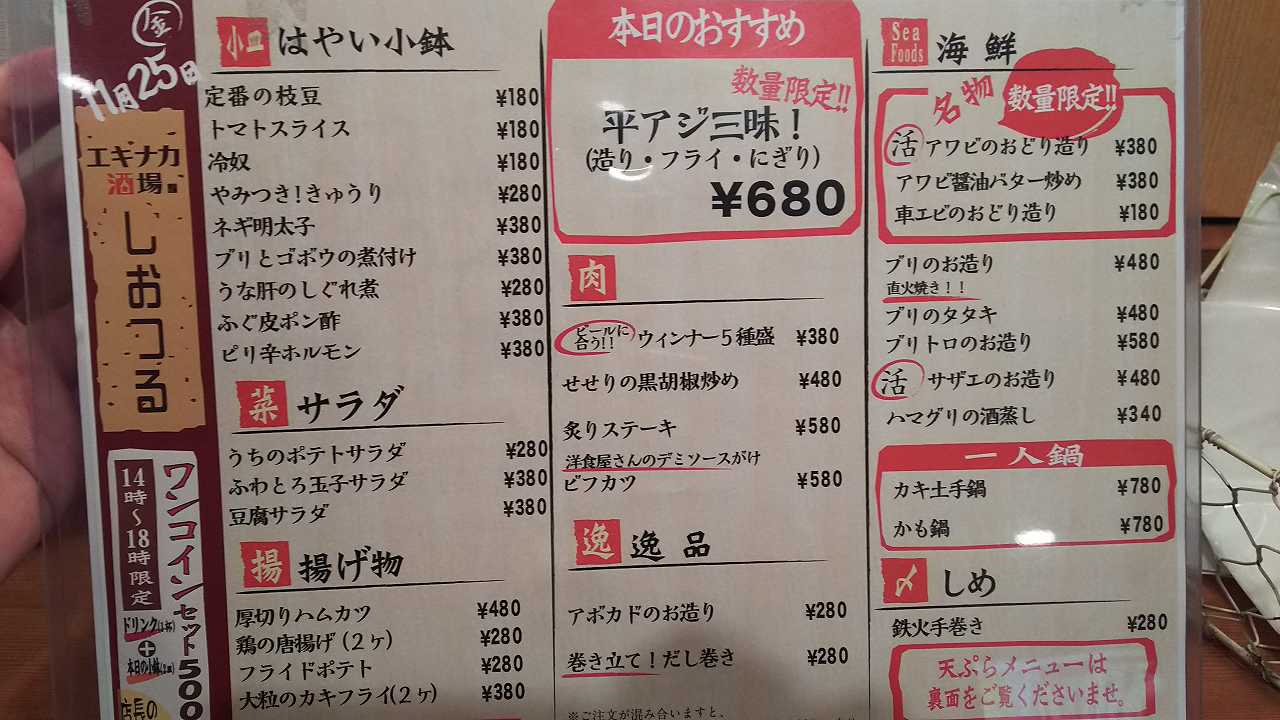 金
11月25日
エキナカ
酒場
しおつる
ワンコインセット500
14時～18時限定
ドリンク(1杯)
+
本日の小鉢(1皿)
店長の
小皿 はやい小鉢
定番の枝豆 ¥180
トマトスライス ¥180
冷奴 ¥180
やみつき!きゅうり ¥280
ネギ明太子 ¥380
ブリとゴボウの煮付け ¥380
うな肝のしぐれ煮 ¥280
ふぐ皮ポン酢 ¥380
ピリ辛ホルモン ¥380
菜 サラダ
うちのポテトサラダ ¥280
ふわとろ玉子サラダ ¥380
豆腐サラダ ¥380
揚 揚げ物
厚切りハムカツ ¥480
鶏の唐揚げ(2ヶ) ¥280
フライドポテト ¥280
大粒のカキフライ(2ヶ) ¥380
本日のおすすめ
数量限定!!
平アジ三昧!
(造り・フライ・にぎり)
¥680
肉
ビールに合う!! ウィンナー5種盛 ¥380
せせりの黒胡椒炒め ¥480
炙りステーキ ¥580
洋食屋さんのデミソースがけ
ビフカツ ¥580
逸 逸品
アボカドのお造り ¥280
巻き立て!だし巻き ¥280
※ご注文が混み合いますと、
Sea Foods 海鮮
名物 数量限定!!
活 アワビのおどり造り ¥380
アワビ醤油バター炒め ¥380
車エビのおどり造り ¥180
ブリのお造り ¥480
直火焼き!!
ブリのタタキ ¥480
ブリトロのお造り ¥580
活 サザエのお造り ¥480
ハマグリの酒蒸し ¥340
一人鍋
カキ土手鍋 ¥780
かも鍋 ¥780
〆 しめ
鉄火手巻き ¥280
天ぷらメニューは
裏面をご覧くださいませ。